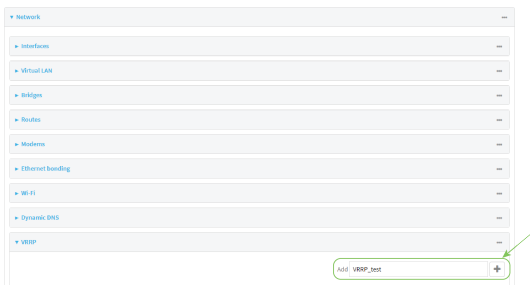 Network
Interfaces
Virtual LAN
Bridges
Routes
Modems
Ethernet bonding
Wi-Fi
Dynamic DNS
VRRP
Add VRRP_test